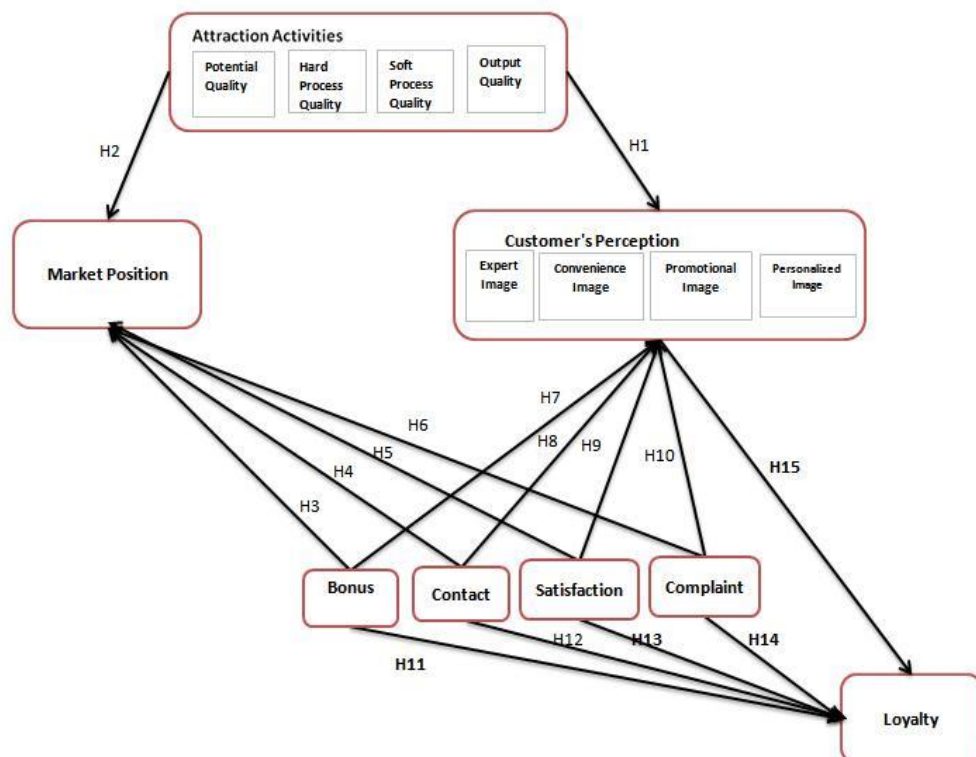 Attraction Activities
Potential
Quality
Hard
Process
Quality
Soft
Process
Quality
Output
Quality
H2
H1
Market Position
Customer's Perception
Expert
Image
Convenience
Image
Promotional
Image
Personalized
Image
H7
H6
H8
H9
H5
H10
H4
H15
H3
Bonus
Contact
Satisfaction
Complaint
H12
H13
H14
H11
Loyalty